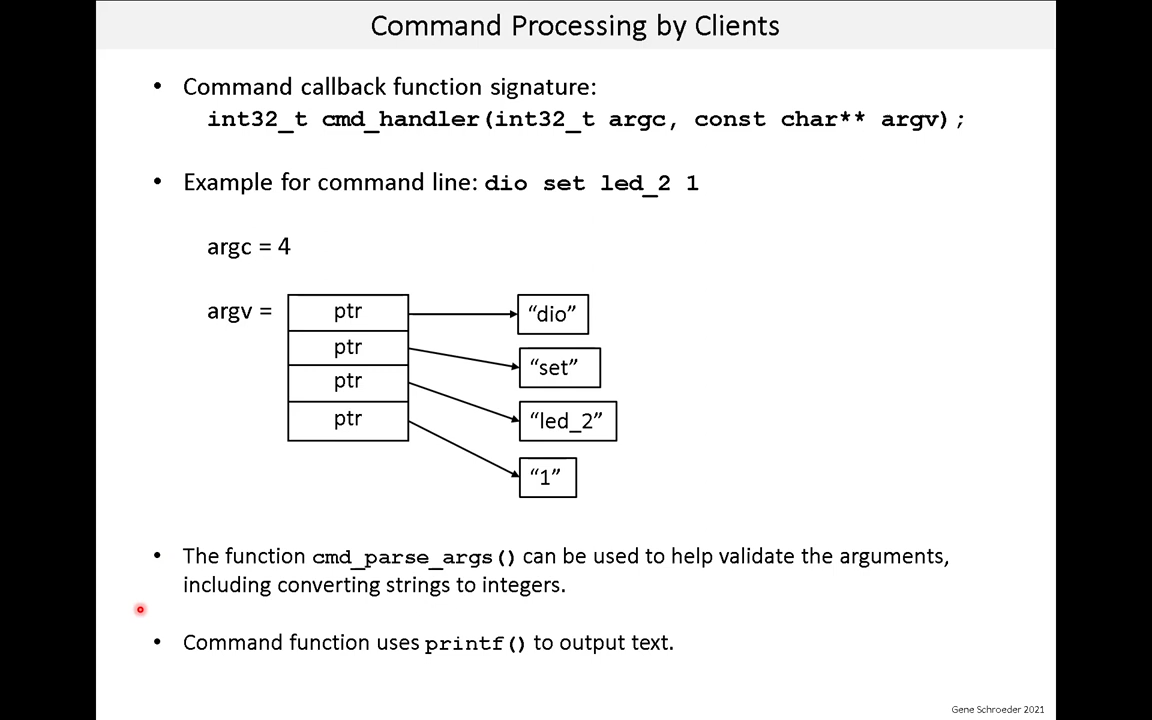 Command Processing by Clients
• Command callback function signature:
int32_t cmd_handler(int32_t argc, const char** argv);
• Example for command line: dio set led_2 1
argc = 4
argv =
ptr
“dio”
ptr
“set”
ptr
“led_2”
ptr
“1”
• The function cmd_parse_args() can be used to help validate the arguments,
including converting strings to integers.
• Command function uses printf() to output text.
Gene Schroeder 2021